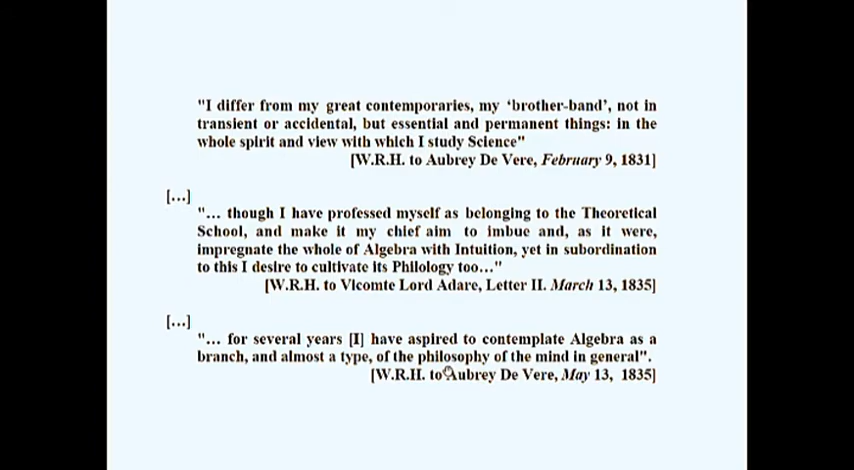 "I differ from my great contemporaries, my ‘brother-band’, not in
transient or accidental, but essential and permanent things: in the
whole spirit and view with which I study Science"
[W.R.H. to Aubrey De Vere, February 9, 1831]
[...]
"... though I have professed myself as belonging to the Theoretical
School, and make it my chief aim to imbue and, as it were,
impregnate the whole of Algebra with Intuition, yet in subordination
to this I desire to cultivate its Philology too..."
[W.R.H. to Vicomte Lord Adare, Letter II. March 13, 1835]
[...]
"... for several years [I] have aspired to contemplate Algebra as a
branch, and almost a type, of the philosophy of the mind in general".
[W.R.H. to Aubrey De Vere, May 13, 1835]